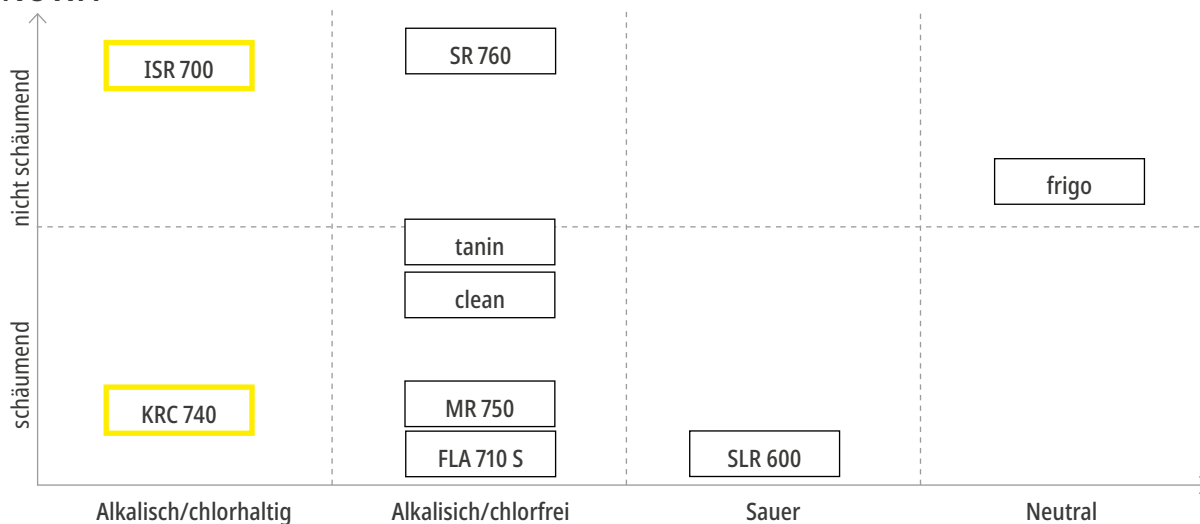 nicht schäumend
schäumend
ISR 700
SR 760
frigo
tanin
clean
KRC 740
MR 750
FLA 710 S
SLR 600
Alkalisch/chlorhaltig
Alkalisich/chlorfrei
Sauer
Neutral